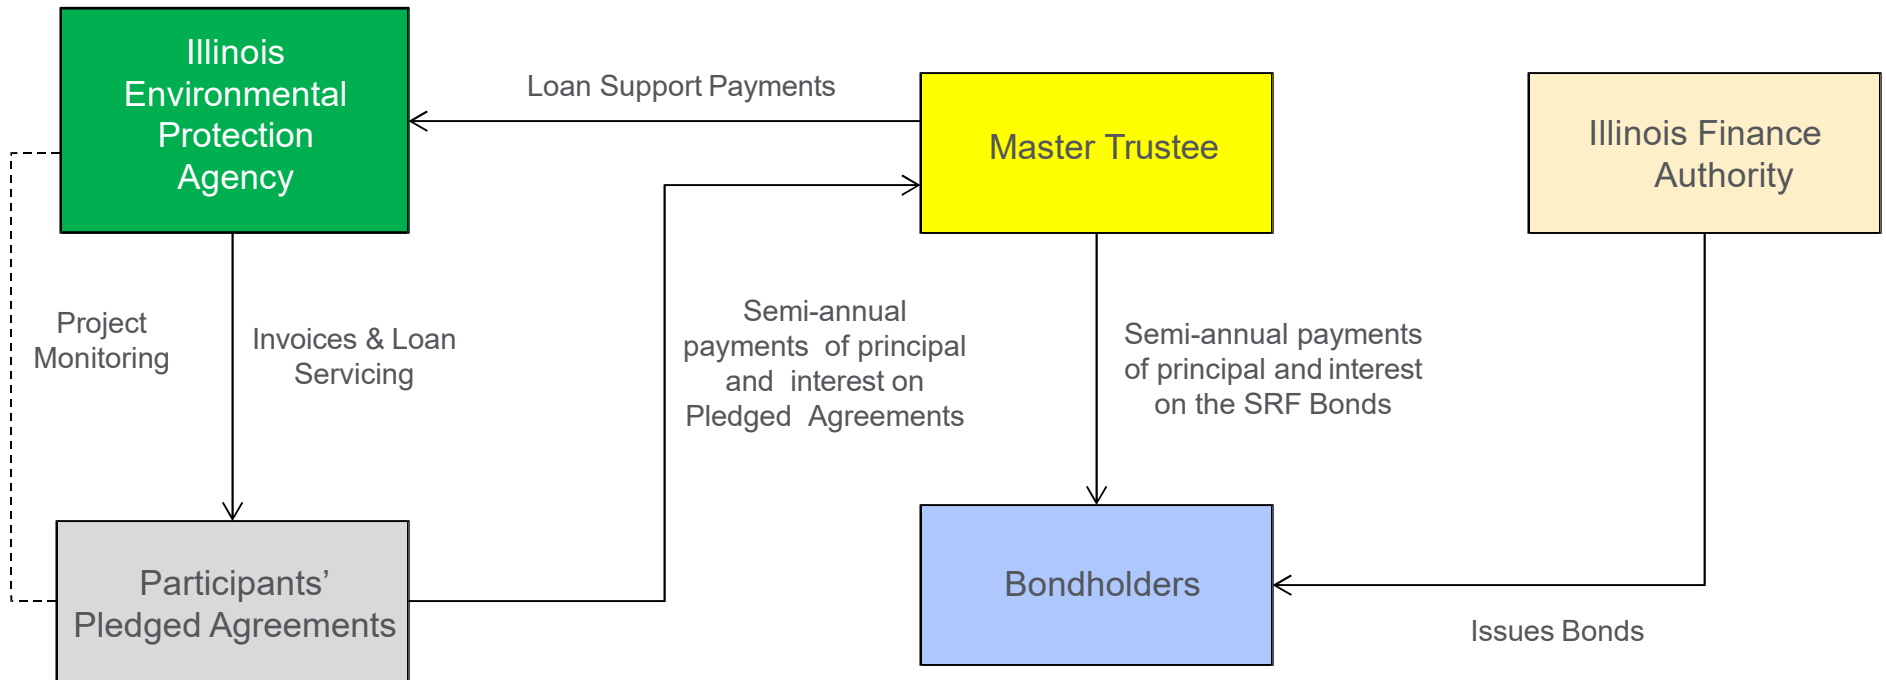 Illinois
Environmental
Protection
Agency
Loan Support Payments
Master Trustee
Illinois Finance
Authority
Project
Monitoring
Invoices & Loan
Servicing
Semi-annual
payments of principal
and interest on
Pledged Agreements
Semi-annual payments
of principal and interest
on the SRF Bonds
Participants’
Pledged Agreements
Bondholders
Issues Bonds